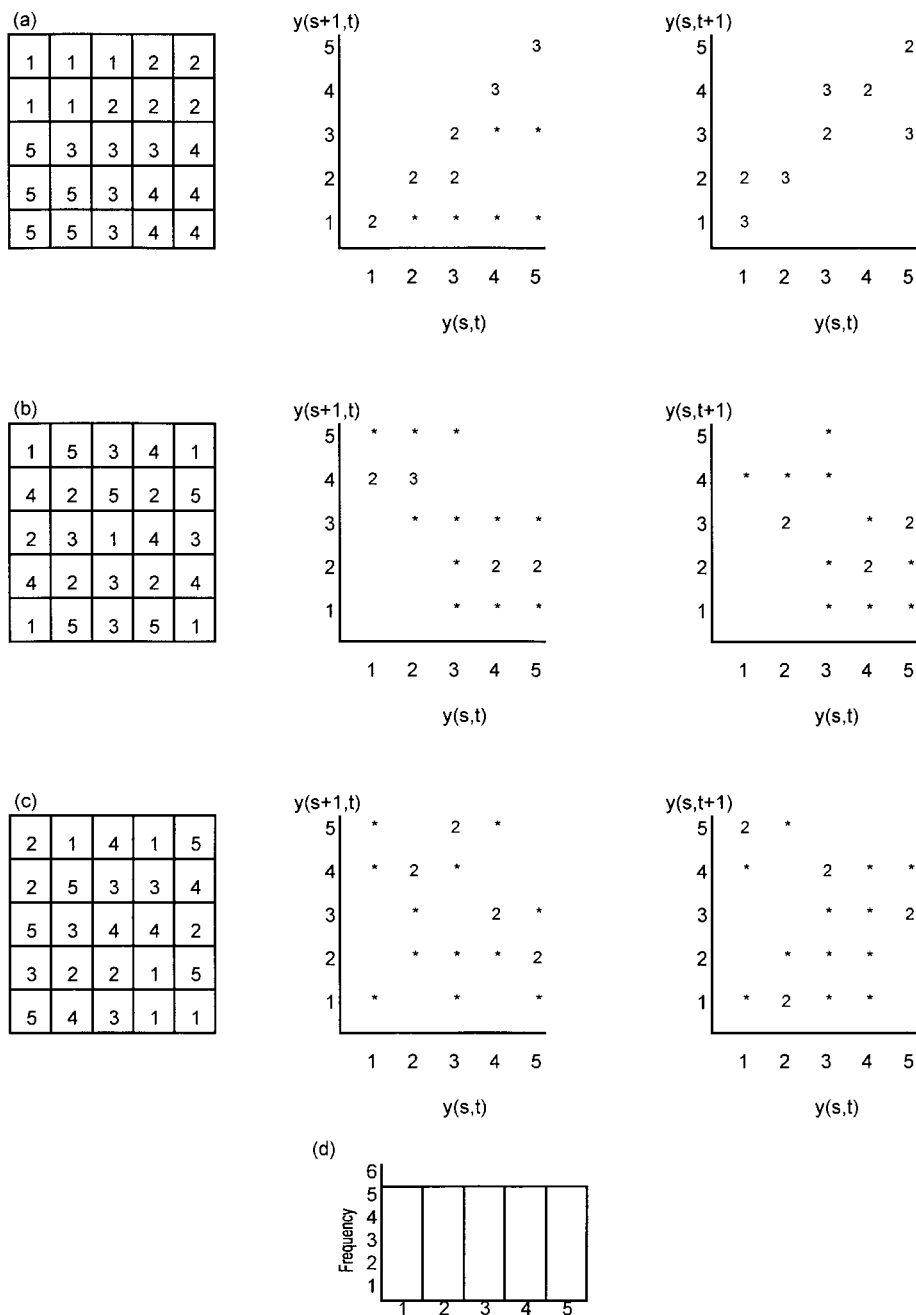 (a)
1 1 1 2 2
1 1 2 2 2
5 3 3 3 4
5 5 3 4 4
5 5 3 4 4
y(s+1,t)
5 3
4 3
3 2 * *
2 2 2
1 2 * * * *
1 2 3 4 5
y(s,t)
y(s,t+1)
5 2
4 3 2
3 2 3
2 2 3
1 3
1 2 3 4 5
y(s,t)
(b)
1 5 3 4 1
4 2 5 2 5
2 3 1 4 3
4 2 3 2 4
1 5 3 5 1
y(s+1,t)
5 * * *
4 2 3
3 * * * *
2 * 2 2
1 * * *
1 2 3 4 5
y(s,t)
y(s,t+1)
5 *
4 * * *
3 2 * 2
2 * 2 *
1 * * *
1 2 3 4 5
y(s,t)
(c)
2 1 4 1 5
2 5 3 3 4
5 3 4 4 2
3 2 2 1 5
5 4 3 1 1
y(s+1,t)
5 * 2 *
4 * 2 *
3 * 2 *
2 * * * 2
1 * * *
1 2 3 4 5
y(s,t)
y(s,t+1)
5 2 *
4 * 2 * *
3 * * 2
2 * * *
1 * 2 * *
1 2 3 4 5
y(s,t)
(d)
Frequency
6
5
4
3
2
1
1 2 3 4 5